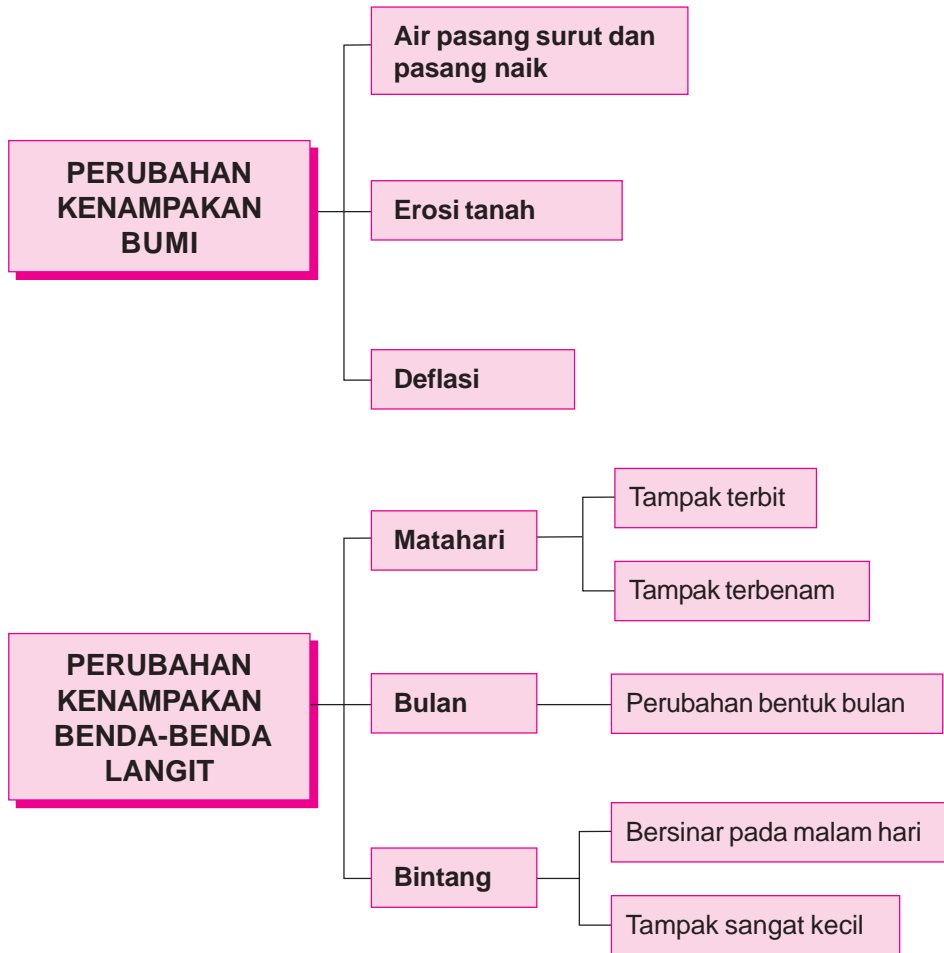 PERUBAHAN
KENAMPAKAN
BUMI
Air pasang surut dan
pasang naik
Erosi tanah
Deflasi
PERUBAHAN
KENAMPAKAN
BENDA-BENDA
LANGIT
Matahari
Tampak terbit
Tampak terbenam
Bulan
Perubahan bentuk bulan
Bintang
Bersinar pada malam hari
Tampak sangat kecil